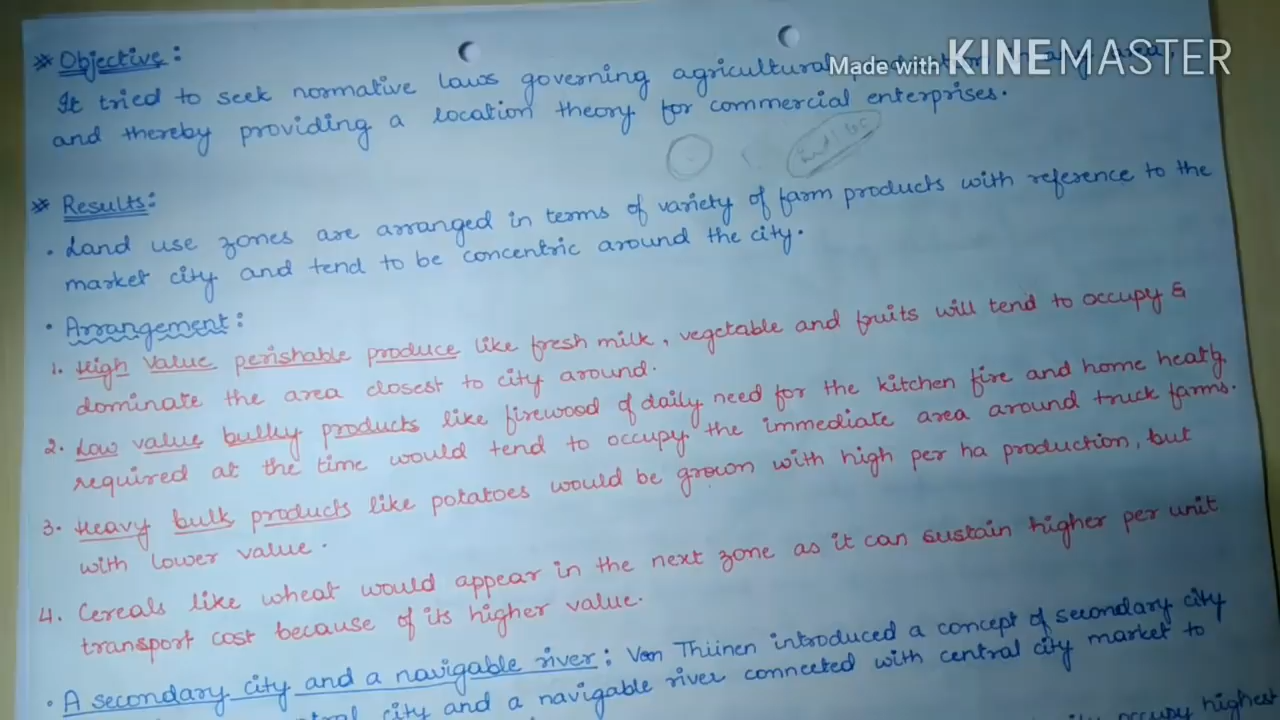 Made with KINEMASTER
* Objective:
It tried to seek normative laws governing agricultural
and thereby providing a location theory for commercial enterprises.
* Results:
• Land use zones are arranged in terms of variety of farm products with reference to the
market city and tend to be concentric around the city.
• Arrangement:
1. High value perishable produce like fresh milk, vegetable and fruits will tend to occupy &
dominate the area closest to city around.
2. Low value bulky products like firewood of daily need for the kitchen fire and home heatg.
required at the time would tend to occupy the immediate area around truck farms.
3. Heavy bulk products like potatoes would be grown with high per ha production, but
with lower value.
4. Cereals like wheat would appear in the next zone as it can sustain higher per unit
transport cost because of its higher value.
• A secondary city and a navigable river: Von Thünen introduced a concept of secondary city
city and a navigable river connected with central city market to
occupy highest